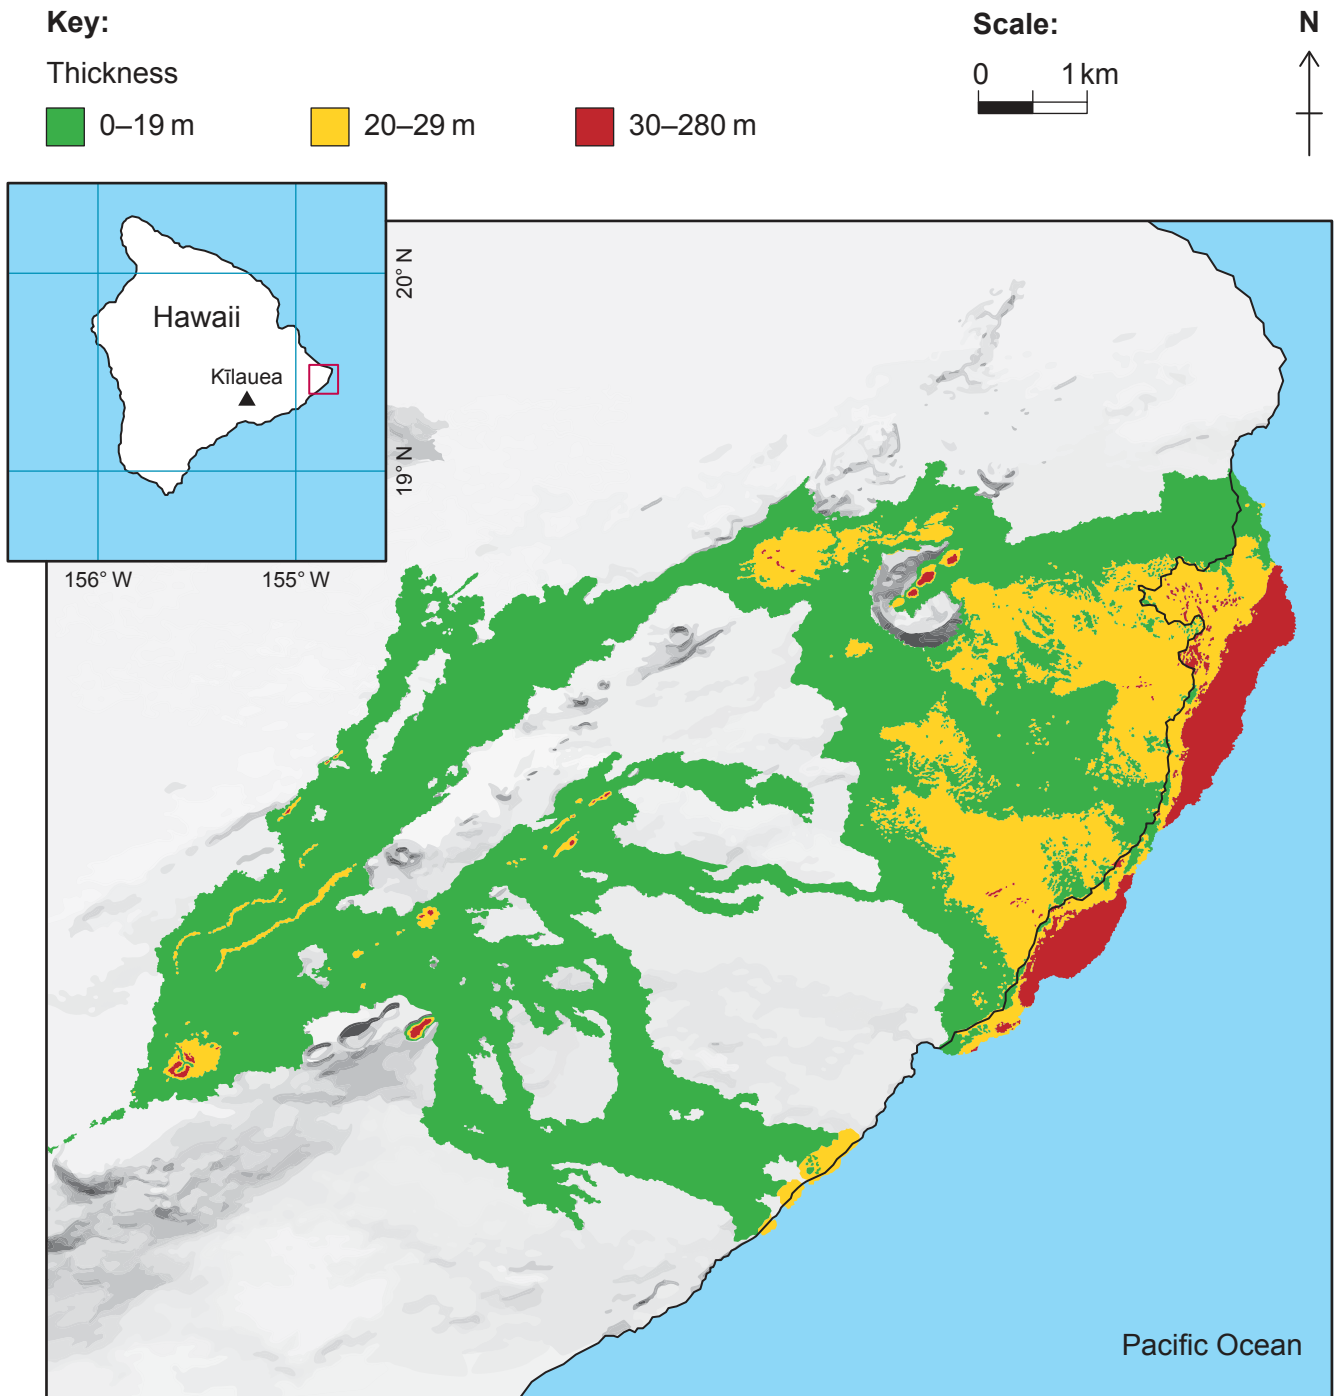 Key:
Thickness
0–19 m
20–29 m
30–280 m
Scale:
0 1 km
N
Hawaii
Kīlauea
20° N
19° N
156° W
155° W
Pacific Ocean